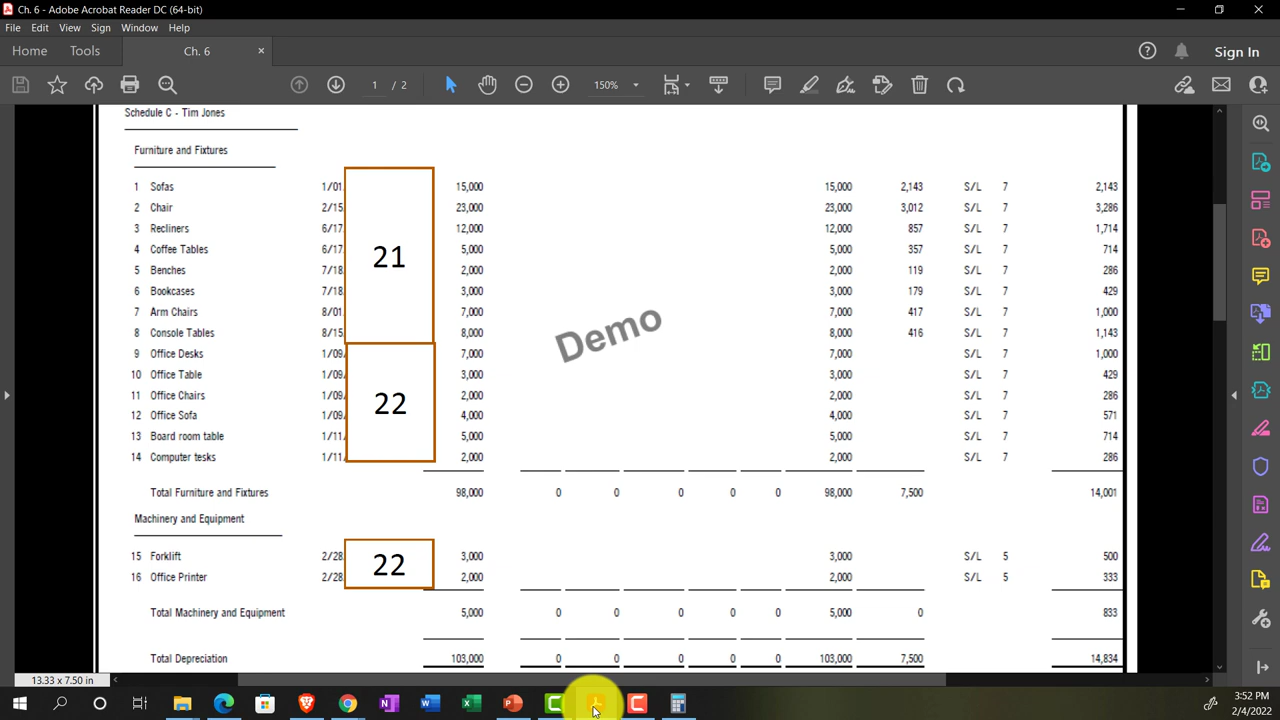 Ch. 6 - Adobe Acrobat Reader DC (64-bit)
File Edit View Sign Window Help
Home Tools Ch. 6 × Sign In
1 / 2 150%
Schedule C - Tim Jones
Furniture and Fixtures
1 Sofas 1/01 15,000 15,000 2,143 S/L 7 2,143
2 Chair 2/15 23,000 23,000 3,012 S/L 7 3,286
3 Recliners 6/17 12,000 12,000 857 S/L 7 1,714
4 Coffee Tables 6/17 5,000 5,000 357 S/L 7 714
21
5 Benches 7/18 2,000 2,000 119 S/L 7 286
6 Bookcases 7/18 3,000 3,000 179 S/L 7 429
7 Arm Chairs 8/01 7,000 7,000 417 S/L 7 1,000
8 Console Tables 8/15 8,000 8,000 416 S/L 7 1,143
Demo
9 Office Desks 1/09 7,000 7,000 S/L 7 1,000
10 Office Table 1/09 3,000 3,000 S/L 7 429
11 Office Chairs 1/09 2,000 2,000 S/L 7 286
22
12 Office Sofa 1/09 4,000 4,000 S/L 7 571
13 Board room table 1/11 5,000 5,000 S/L 7 714
14 Computer tesks 1/11 2,000 2,000 S/L 7 286
Total Furniture and Fixtures 98,000 0 0 0 0 0 98,000 7,500 14,001
Machinery and Equipment
15 Forklift 2/28 3,000 3,000 S/L 5 500
22
16 Office Printer 2/28 2,000 2,000 S/L 5 333
Total Machinery and Equipment 5,000 0 0 0 0 0 5,000 0 833
Total Depreciation 103,000 0 0 0 0 0 103,000 7,500 14,834
13.33 x 7.50 in
3:52 PM
2/4/2022